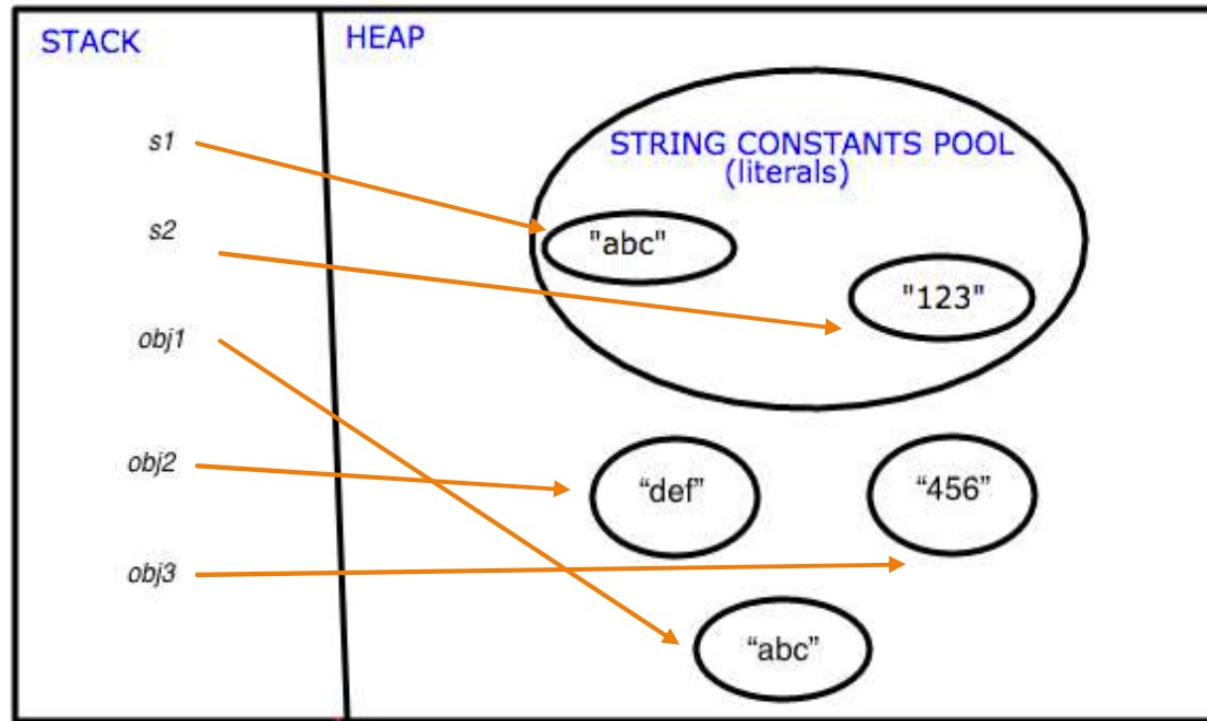 STACK
HEAP
s1
STRING CONSTANTS POOL
(literals)
s2
"abc"
"123"
obj1
obj2
“def”
“456”
obj3
“abc”